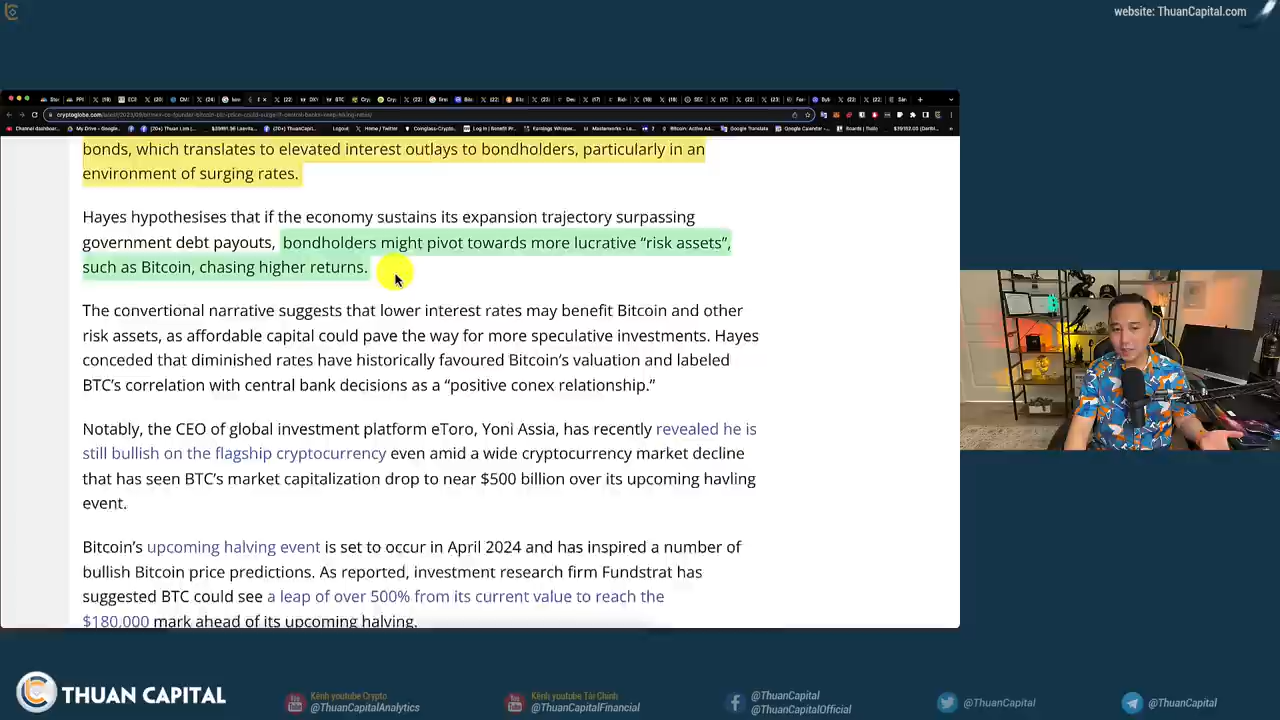 website: ThuanCapital.com
bonds, which translates to elevated interest outlays to bondholders, particularly in an
environment of surging rates.
Hayes hypothesises that if the economy sustains its expansion trajectory surpassing
government debt payouts, bondholders might pivot towards more lucrative “risk assets”,
such as Bitcoin, chasing higher returns.
The convertional narrative suggests that lower interest rates may benefit Bitcoin and other
risk assets, as affordable capital could pave the way for more speculative investments. Hayes
conceded that diminished rates have historically favoured Bitcoin’s valuation and labeled
BTC’s correlation with central bank decisions as a “positive conex relationship.”
Notably, the CEO of global investment platform eToro, Yoni Assia, has recently revealed he is
still bullish on the flagship cryptocurrency even amid a wide cryptocurrency market decline
that has seen BTC’s market capitalization drop to near $500 billion over its upcoming havling
event.
Bitcoin’s upcoming halving event is set to occur in April 2024 and has inspired a number of
bullish Bitcoin price predictions. As reported, investment research firm Fundstrat has
suggested BTC could see a leap of over 500% from its current value to reach the
$180,000 mark ahead of its upcoming halving.
THUAN CAPITAL
Kênh youtube Crypto
@ThuanCapitalAnalytics
Kênh youtube Tài Chính
@ThuanCapitalFinancial
@ThuanCapital
@ThuanCapitalOfficial
@ThuanCapital
@ThuanCapital